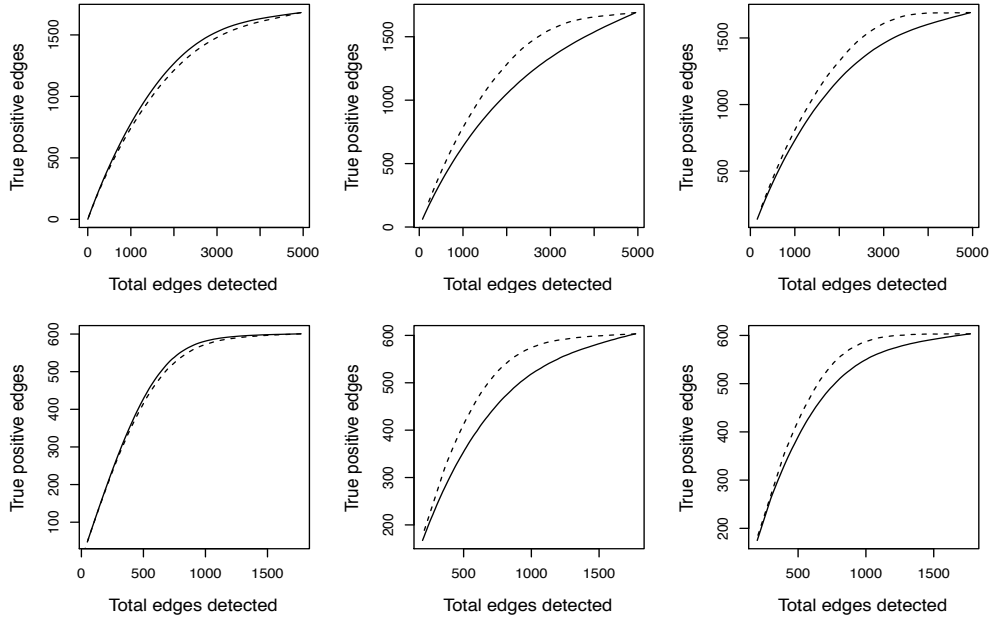 True positive edges
0 500 1000 1500
0 1000 3000 5000
Total edges detected
True positive edges
0 500 1000 1500
0 1000 3000 5000
Total edges detected
True positive edges
500 1000 1500
0 1000 3000 5000
Total edges detected
True positive edges
100 200 300 400 500 600
0 500 1000 1500
Total edges detected
True positive edges
200 300 400 500 600
500 1000 1500
Total edges detected
True positive edges
200 300 400 500 600
500 1000 1500
Total edges detected